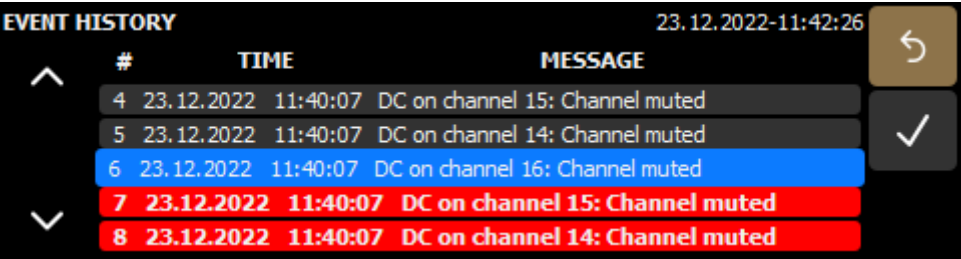 EVENT HISTORY 23.12.2022-11:42:26
# TIME MESSAGE
4 23.12.2022 11:40:07 DC on channel 15: Channel muted
5 23.12.2022 11:40:07 DC on channel 14: Channel muted
6 23.12.2022 11:40:07 DC on channel 16: Channel muted
7 23.12.2022 11:40:07 DC on channel 15: Channel muted
8 23.12.2022 11:40:07 DC on channel 14: Channel muted